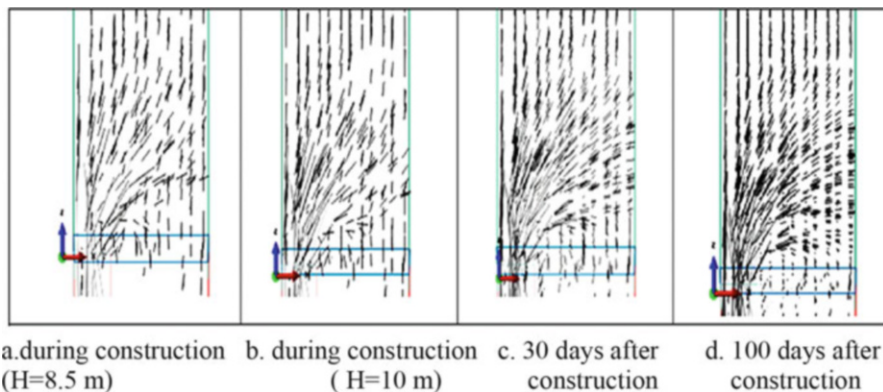 a.during construction
(H=8.5 m)
b. during construction
( H=10 m)
c. 30 days after
construction
d. 100 days after
construction